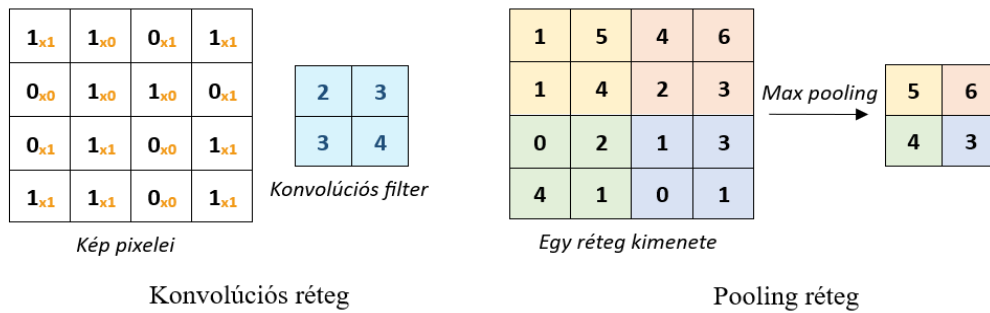 1x1 1x0 0x1 1x1
0x0 1x0 1x0 0x1
0x1 1x1 0x0 1x1
1x1 1x1 0x0 1x1
Kép pixelei
2 3
3 4
Konvolúciós filter
Konvolúciós réteg
1 5 4 6
1 4 2 3
0 2 1 3
4 1 0 1
Egy réteg kimenete
Max pooling
5 6
4 3
Pooling réteg